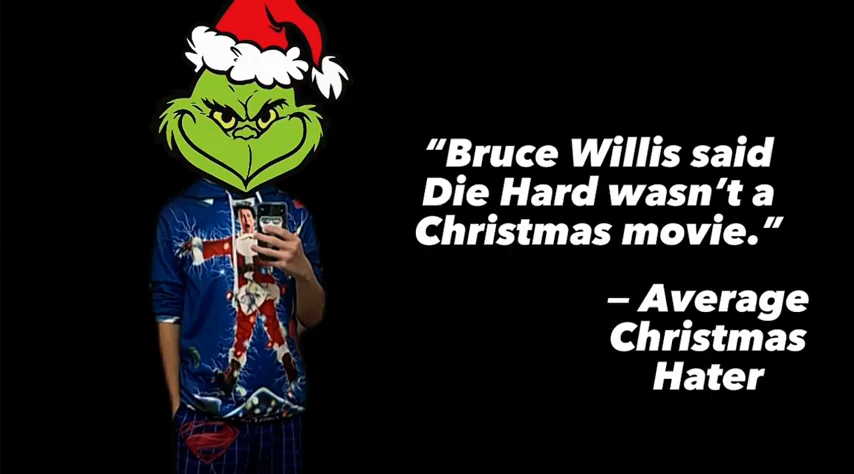 “Bruce Willis said
Die Hard wasn’t a
Christmas movie.”
– Average
Christmas
Hater